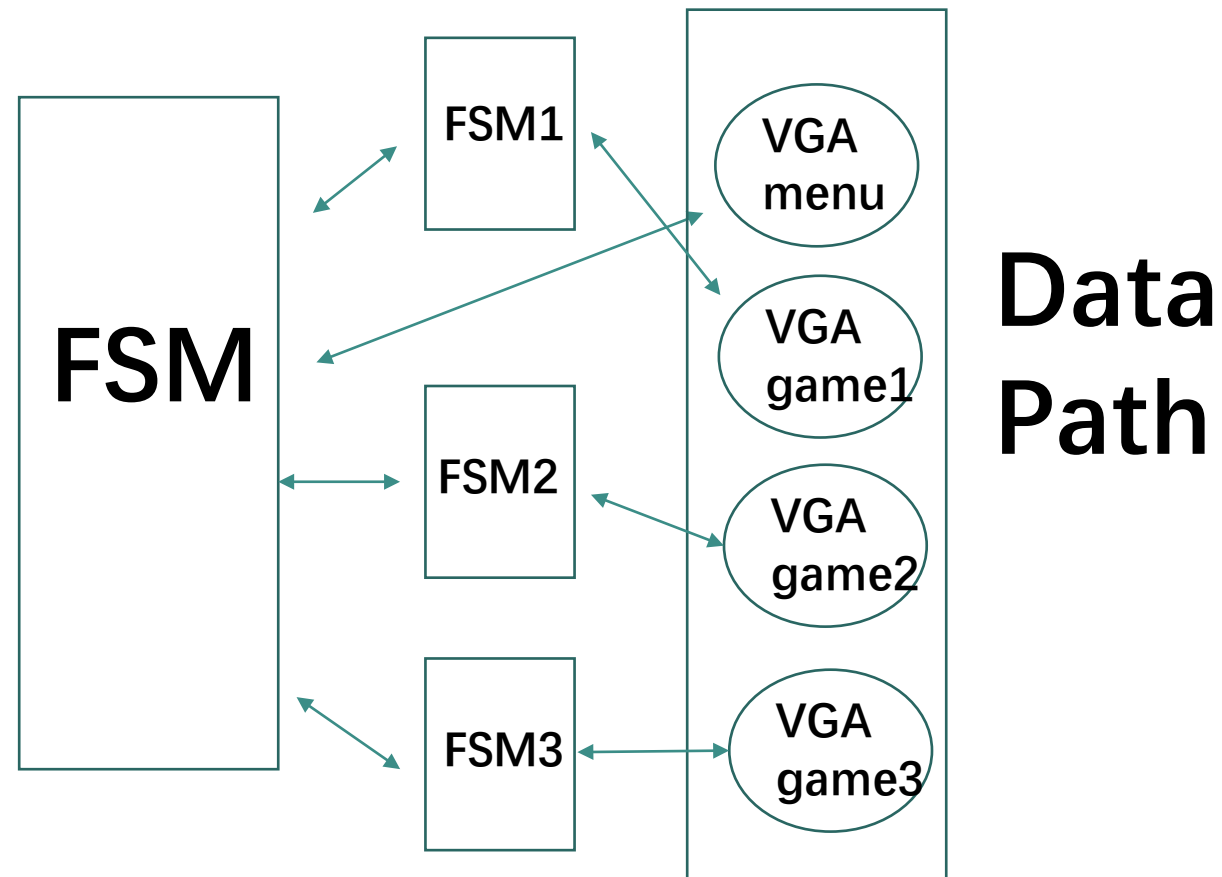 FSM
FSM1
FSM2
FSM3
VGA
menu
VGA
game1
VGA
game2
VGA
game3
Data
Path